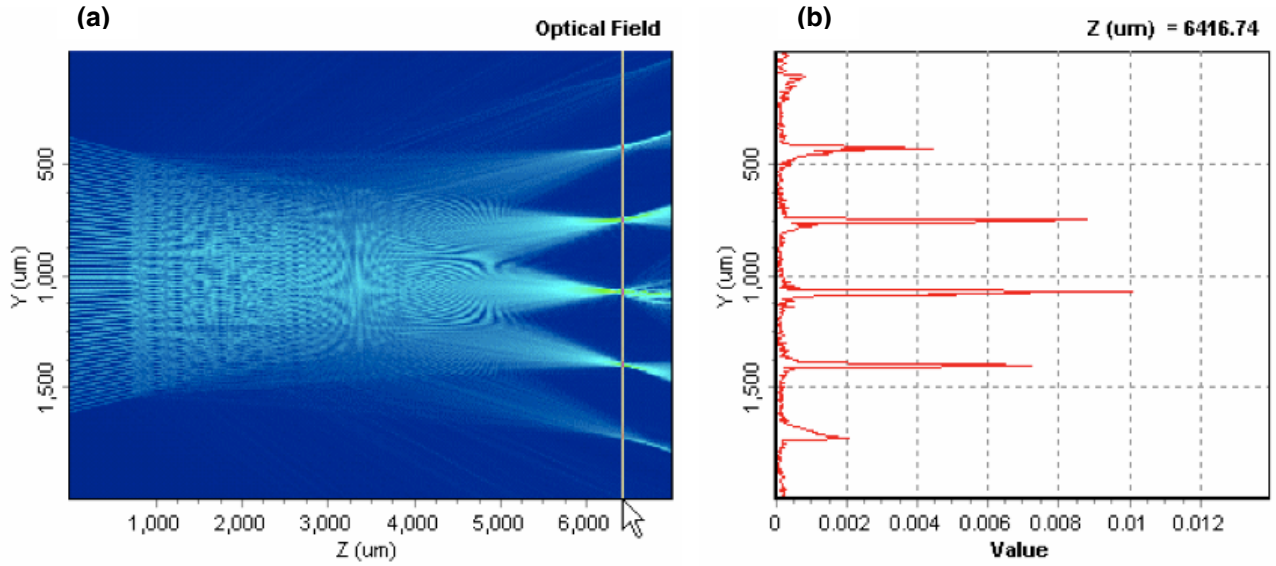 (a)
Optical Field
500
1,000
1,500
Y (um)
1,000
2,000
3,000
4,000
5,000
6,000
Z (um)
(b)
Z (um) = 6416.74
500
1,000
1,500
Y (um)
0
0.002
0.004
0.006
0.008
0.01
0.012
Value